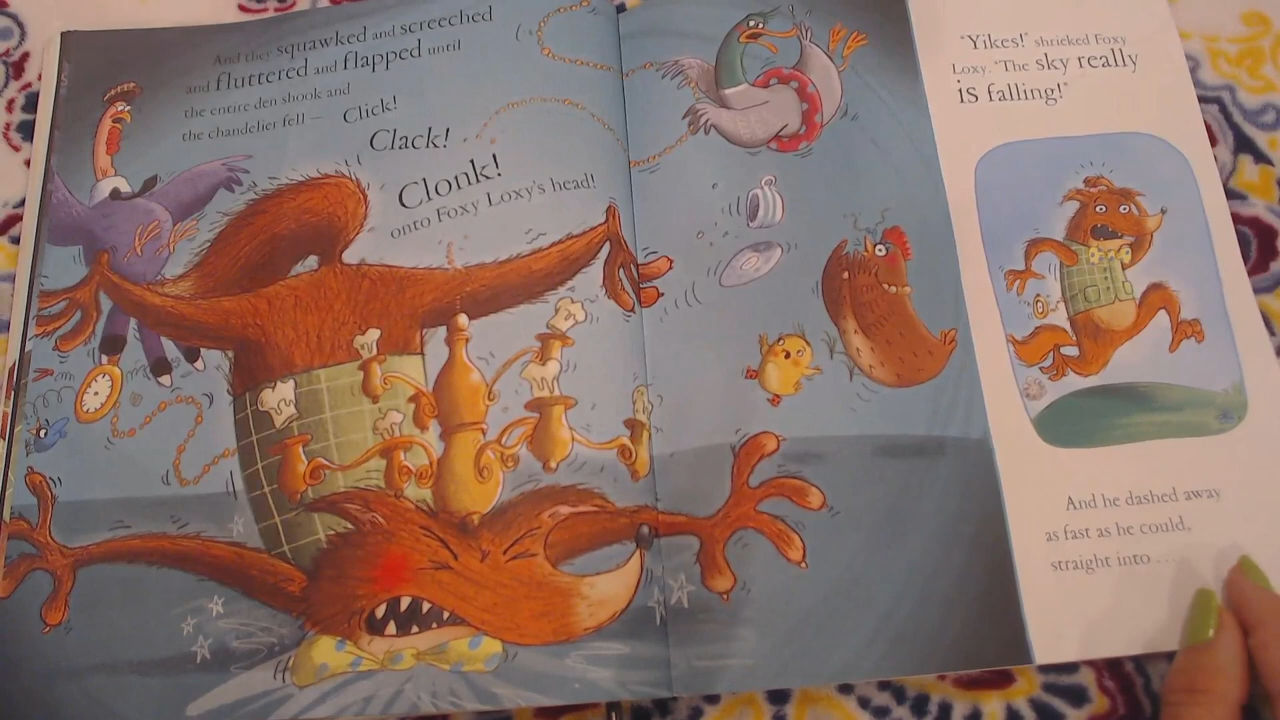 And they squawked and screeched
and fluttered and flapped until
the entire den shook and
the chandelier fell — Click!
Clack!
Clonk!
onto Foxy Loxy's head!
"Yikes!" shrieked Foxy
Loxy. "The sky really
is falling!"
And he dashed away
as fast as he could,
straight into . . .